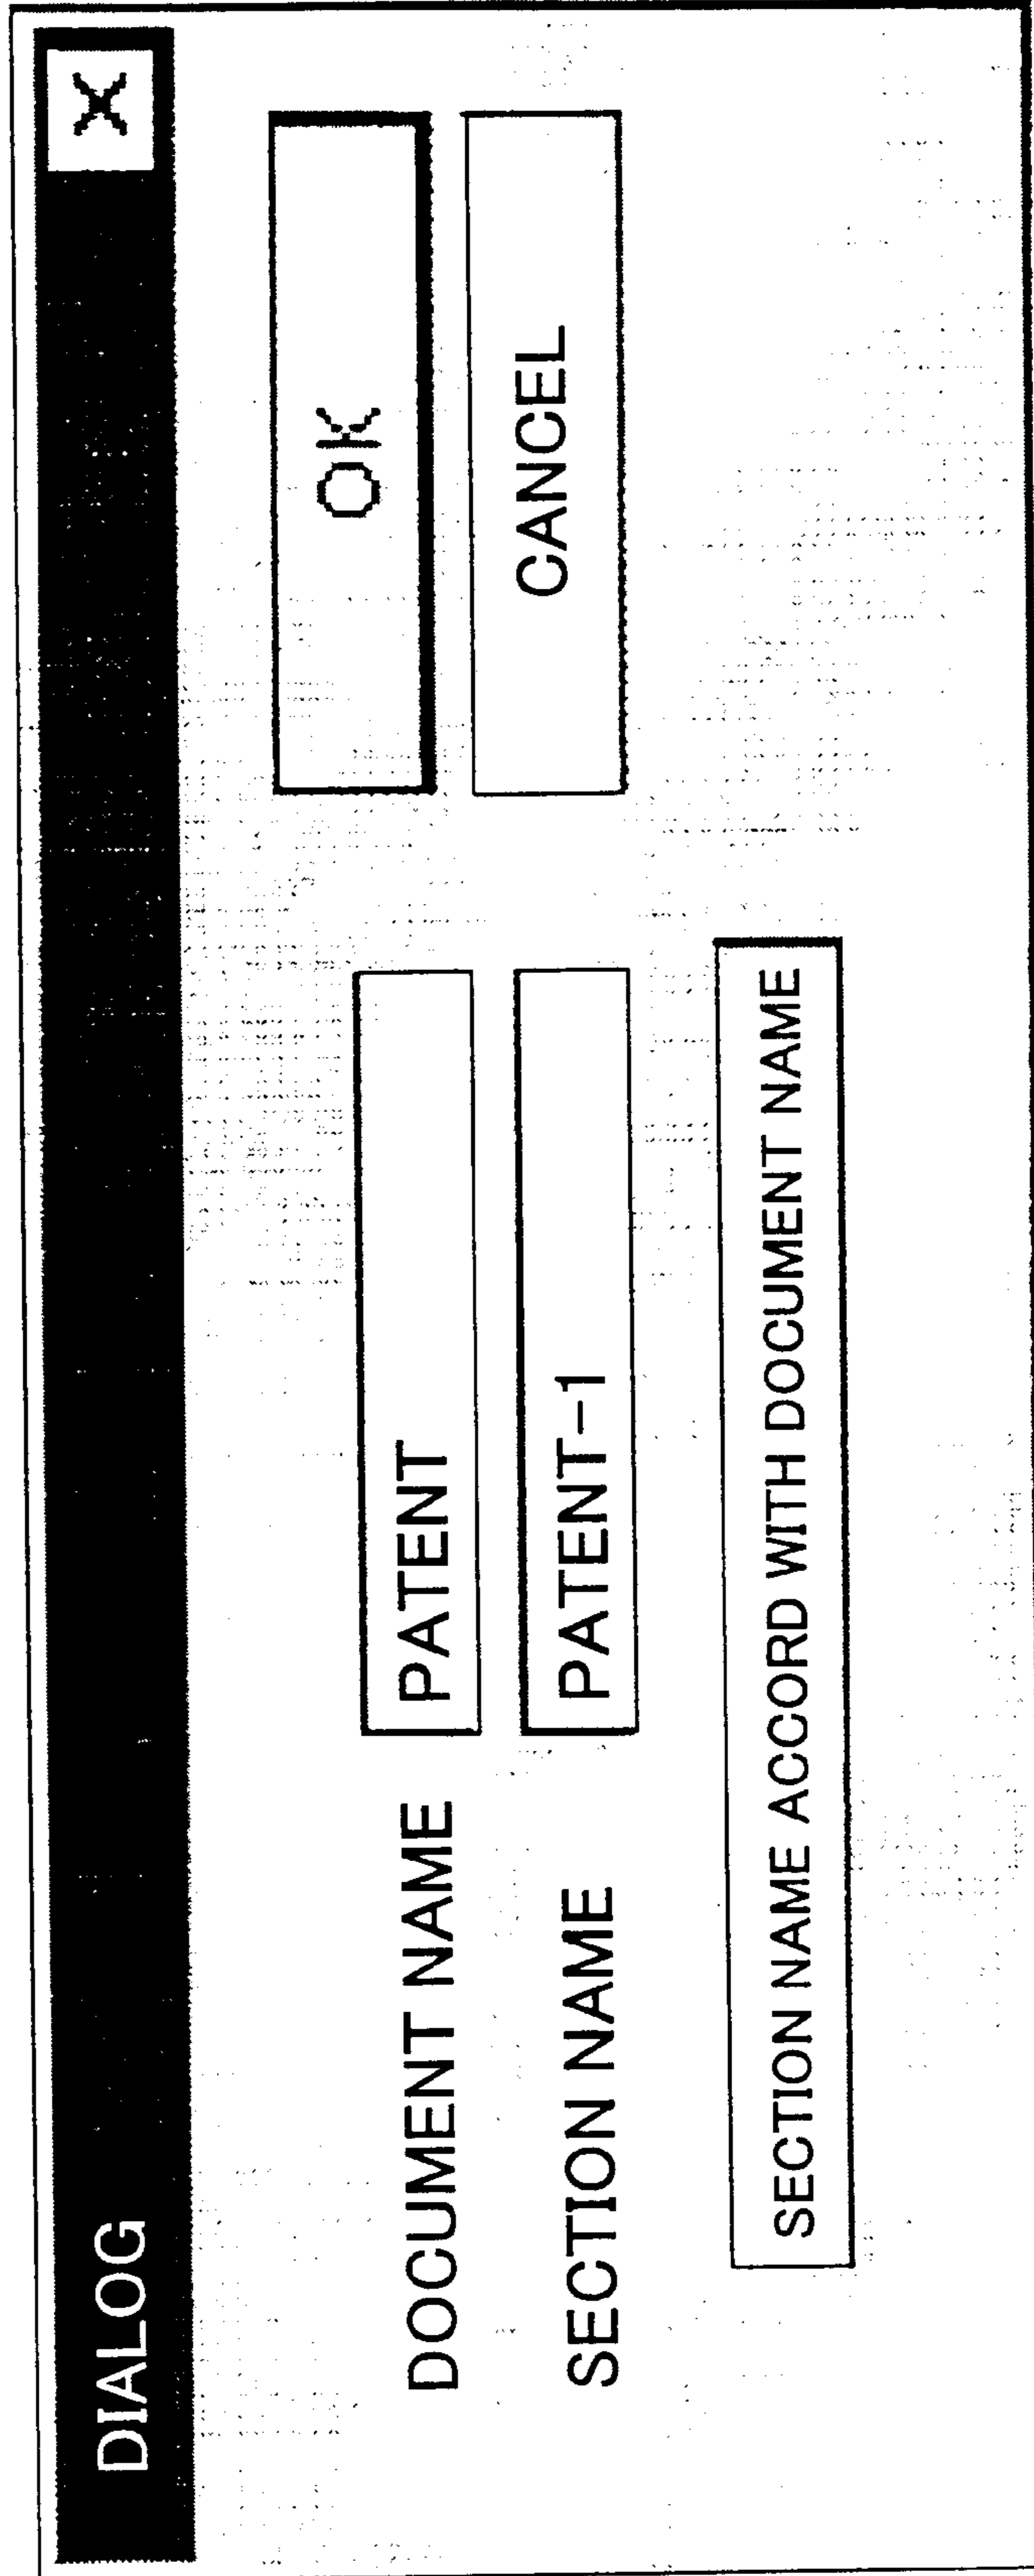 DIALOG X
OK
DOCUMENT NAME PATENT
CANCEL
SECTION NAME PATENT-1
SECTION NAME ACCORD WITH DOCUMENT NAME